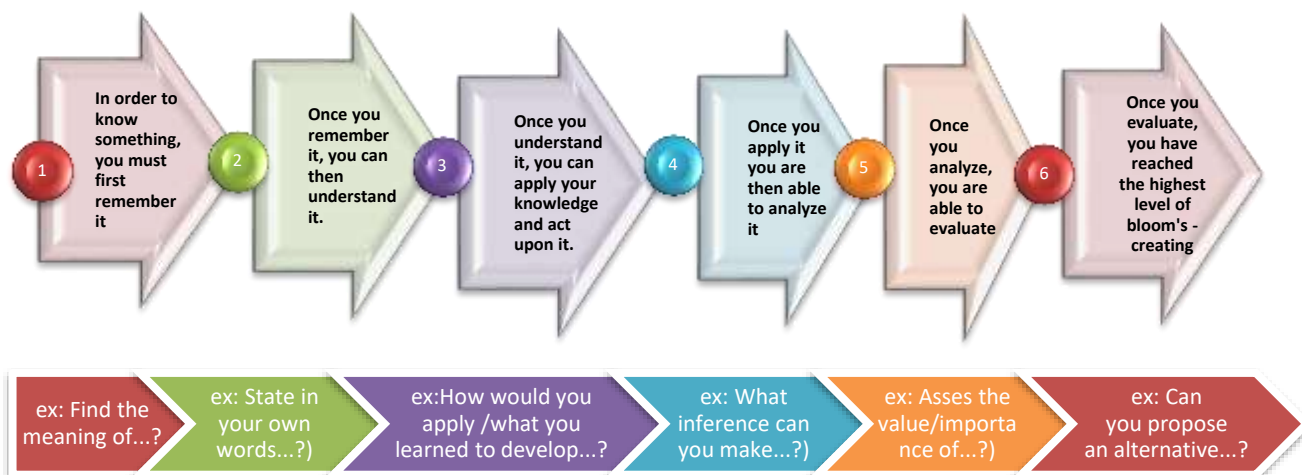 1
In order to
know
something,
you must
first
remember
it
2
Once you
remember
it, you can
then
understand
it.
3
Once you
understand
it, you can
apply your
knowledge
and act
upon it.
4
Once you
apply it
you are
then able
to analyze
it
5
Once
you
analyze,
you are
able to
evaluate
6
Once you
evaluate,
you have
reached
the highest
level of
bloom's -
creating
ex: Find the
meaning of...?
ex: State in
your own
words...?)
ex:How would you
apply /what you
learned to develop...?
ex: What
inference can
you make...?)
ex: Asses the
value/importa
nce of...?)
ex: Can
you propose
an alternative...?